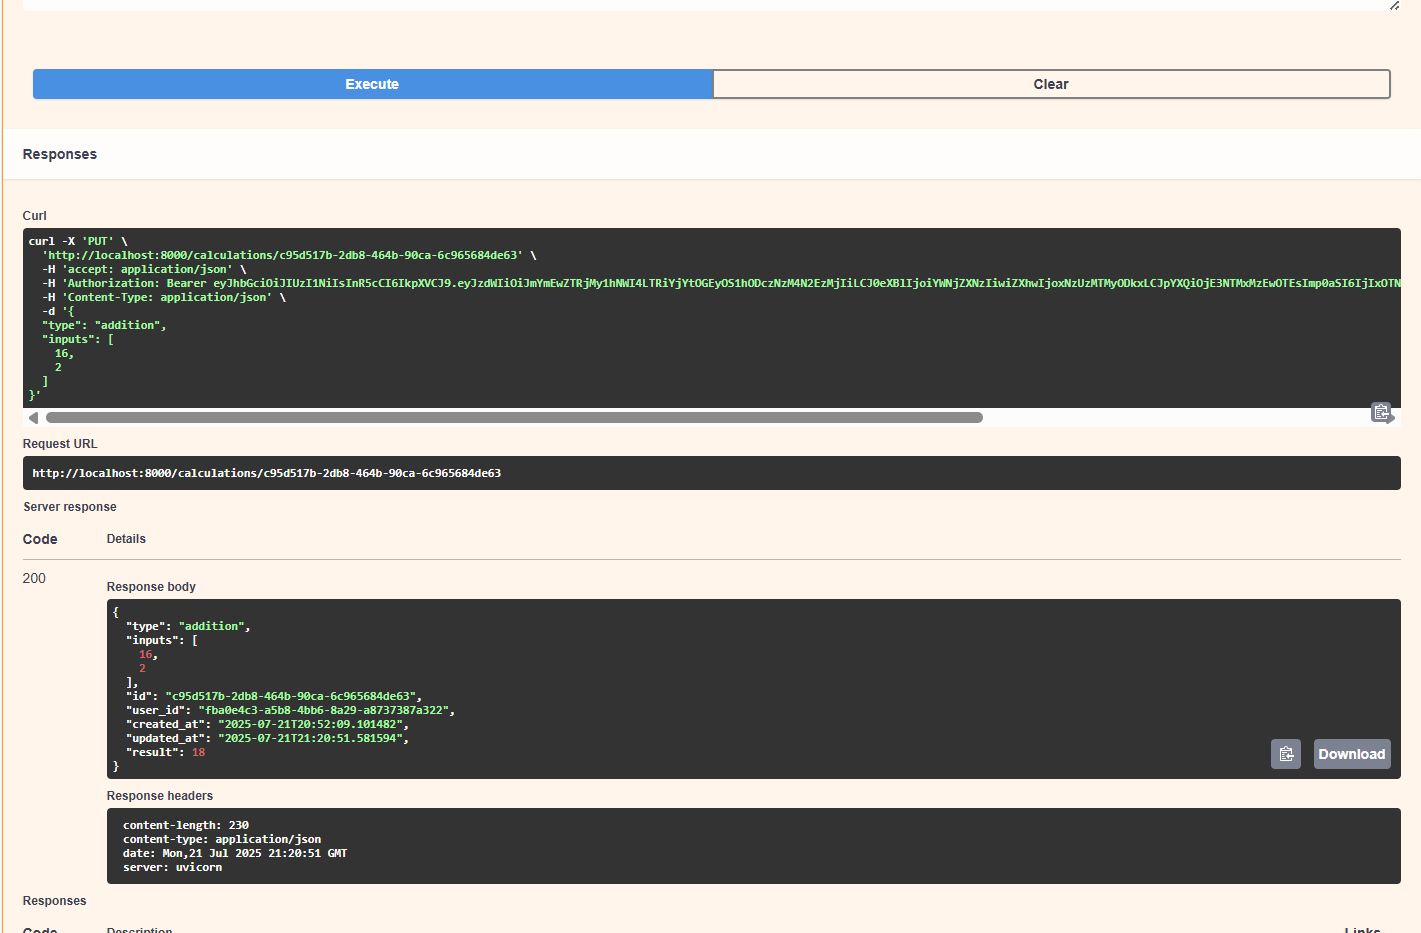 Execute
Clear
Responses
Curl
curl -X 'PUT' \
  'http://localhost:8000/calculations/c95d517b-2db8-464b-90ca-6c965684de63' \
  -H 'accept: application/json' \
  -H 'Authorization: Bearer eyJhbGciOiJIUzI1NiIsInR5cCI6IkpXVCJ9.eyJzdWIiOiJmYmEwZTRjMy1hNWI4LTRiYjYtOGEyOS1hODczNzM4N2EzMjIiLCJ0eXBlIjoiYWNjZXNzIiwiZXhwIjoxNzUzMTMyODkxLCJpYXQiOjE3NTMxMzEwOTEsImp0aSI6IjIxOTN
  -H 'Content-Type: application/json' \
  -d '{
  "type": "addition",
  "inputs": [
    16,
    2
  ]
}'
Request URL
http://localhost:8000/calculations/c95d517b-2db8-464b-90ca-6c965684de63
Server response
Code Details
200
Response body
{
  "type": "addition",
  "inputs": [
    16,
    2
  ],
  "id": "c95d517b-2db8-464b-90ca-6c965684de63",
  "user_id": "fba0e4c3-a5b8-4bb6-8a29-a8737387a322",
  "created_at": "2025-07-21T20:52:09.101482",
  "updated_at": "2025-07-21T21:20:51.581594",
  "result": 18
}
Download
Response headers
content-length: 230
content-type: application/json
date: Mon,21 Jul 2025 21:20:51 GMT
server: uvicorn
Responses
Code Description Links